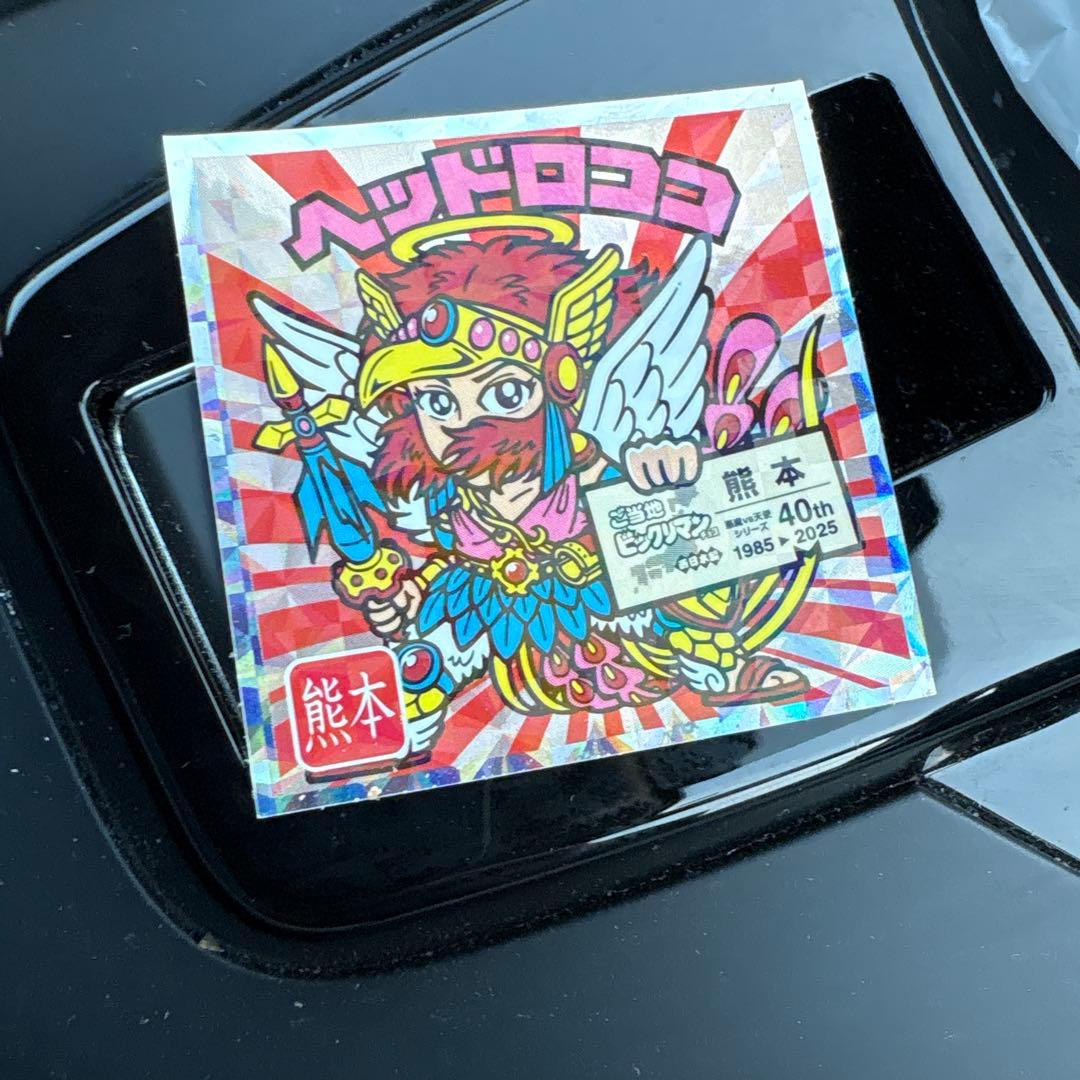 ヘッドロココ
熊本
ご当地
ビックリマン
悪魔vs天使
シリーズ
40th
1985▶2025
熊本